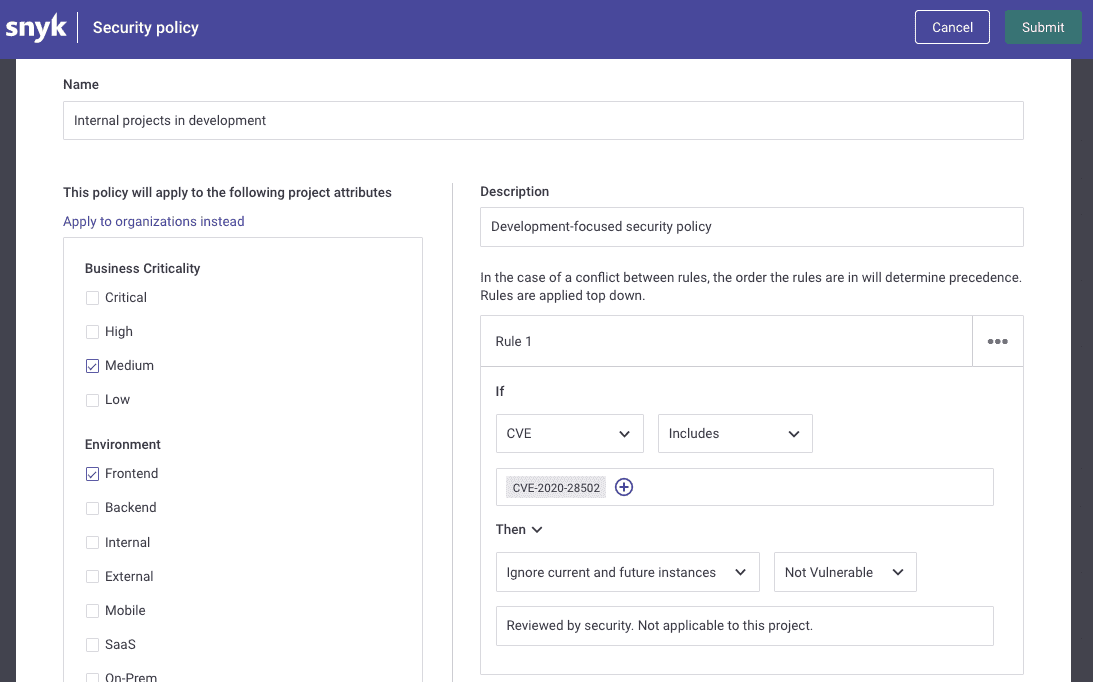 snyk
Security policy
Cancel
Submit
Name
Internal projects in development
This policy will apply to the following project attributes
Apply to organizations instead
Business Criticality
Critical
High
Medium
Low
Environment
Frontend
Backend
Internal
External
Mobile
SaaS
On-Prem
Description
Development-focused security policy
In the case of a conflict between rules, the order the rules are in will determine precedence.
Rules are applied top down.
Rule 1
If
CVE
Includes
CVE-2020-28502
Then
Ignore current and future instances
Not Vulnerable
Reviewed by security. Not applicable to this project.